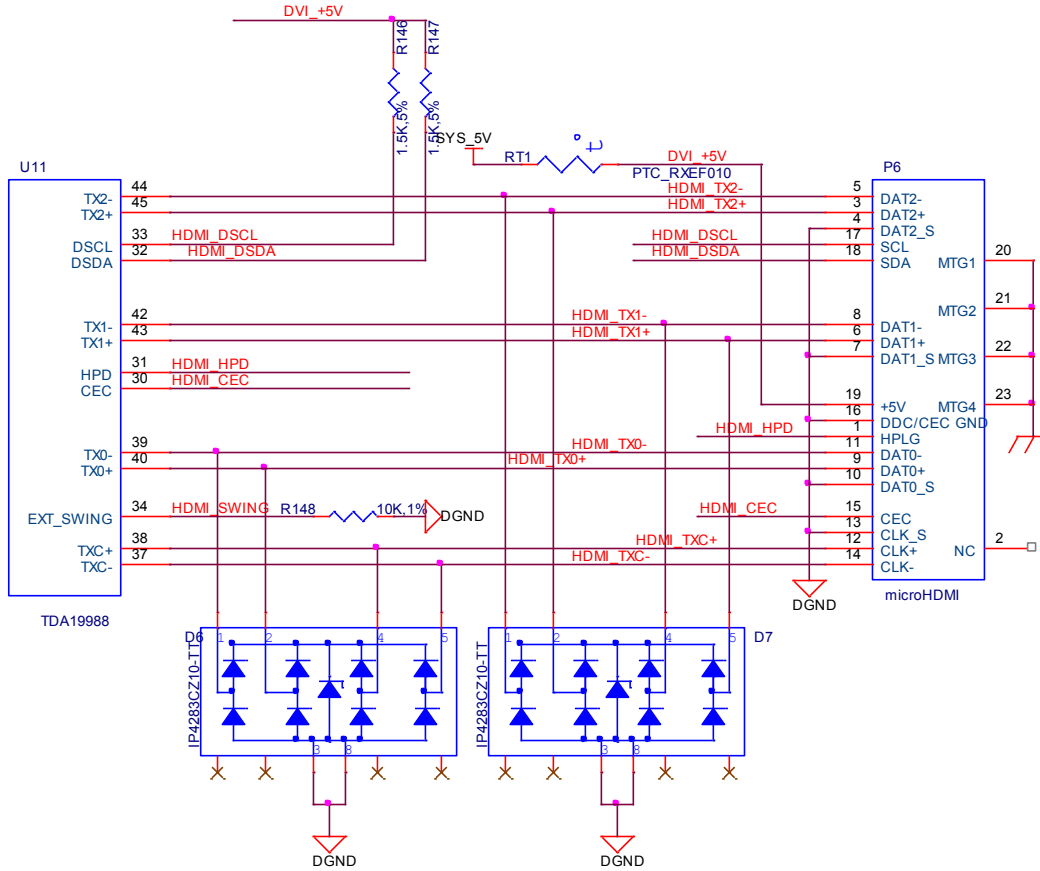 DVI_+5V
R146
R147
1.5K,5%
1.5K,5%
SYS_5V
RT1
t
DVI_+5V
PTC_RXEF010
U11
P6
44
TX2-
HDMI_TX2-
5
DAT2-
45
TX2+
HDMI_TX2+
3
DAT2+
4
DAT2_S
33
DSCL
HDMI_DSCL
HDMI_DSCL
17
SCL
32
DSDA
HDMI_DSDA
HDMI_DSDA
18
SDA
MTG1
20
MTG2
21
42
TX1-
HDMI_TX1-
8
DAT1-
43
TX1+
HDMI_TX1+
6
DAT1+
7
DAT1_S
MTG3
22
31
HPD
HDMI_HPD
30
CEC
HDMI_CEC
19
+5V
MTG4
23
16
DDC/CEC GND
HDMI_HPD
1
HPLG
39
TX0-
HDMI_TX0-
11
DAT0-
40
TX0+
HDMI_TX0+
9
DAT0+
10
DAT0_S
34
EXT_SWING
HDMI_SWING
R148
10K,1%
DGND
HDMI_CEC
15
CEC
13
CLK_S
38
TXC+
HDMI_TXC+
12
CLK+
NC
2
37
TXC-
HDMI_TXC-
14
CLK-
TDA19988
DGND
microHDMI
D6
1
2
4
5
IP4283CZ10-TT
3
8
DGND
D7
1
2
4
5
IP4283CZ10-TT
3
8
DGND